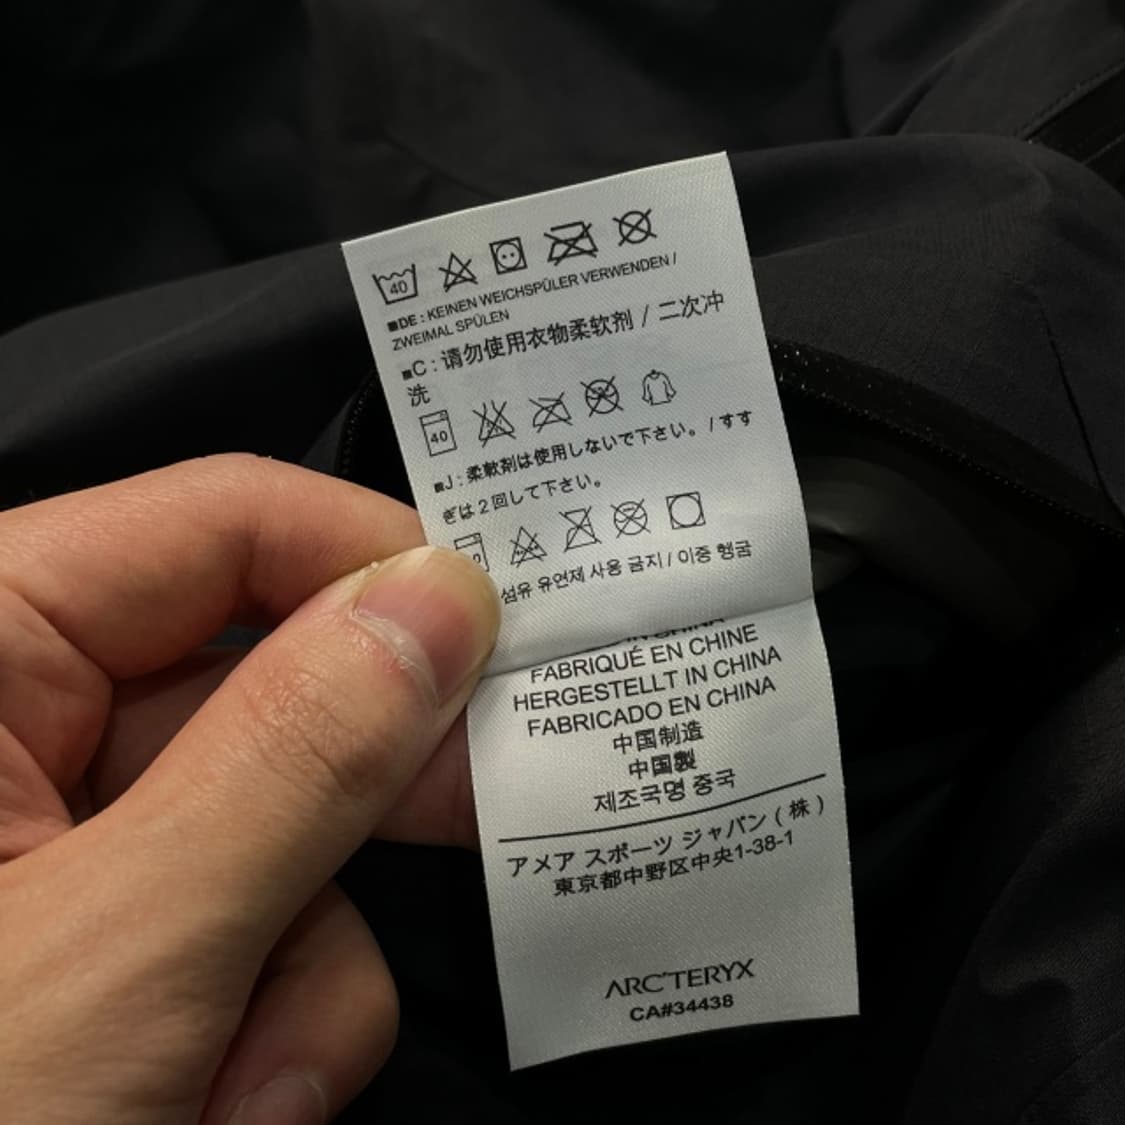 40
■DE : KEINEN WEICHSPÜLER VERWENDEN /
ZWEIMAL SPÜLEN
■C : 请勿使用衣物柔软剂 / 二次冲
洗
40
■J : 柔軟剤は使用しないで下さい。/ すす
ぎは2回して下さい。
섬유 유연제 사용 금지 / 이중 헹굼
IN CHINA
FABRIQUÉ EN CHINE
HERGESTELLT IN CHINA
FABRICADO EN CHINA
中国制造
中国製
제조국명 중국
アメア スポーツ ジャパン ( 株 )
東京都中野区中央1-38-1
ARC'TERYX
CA#34438